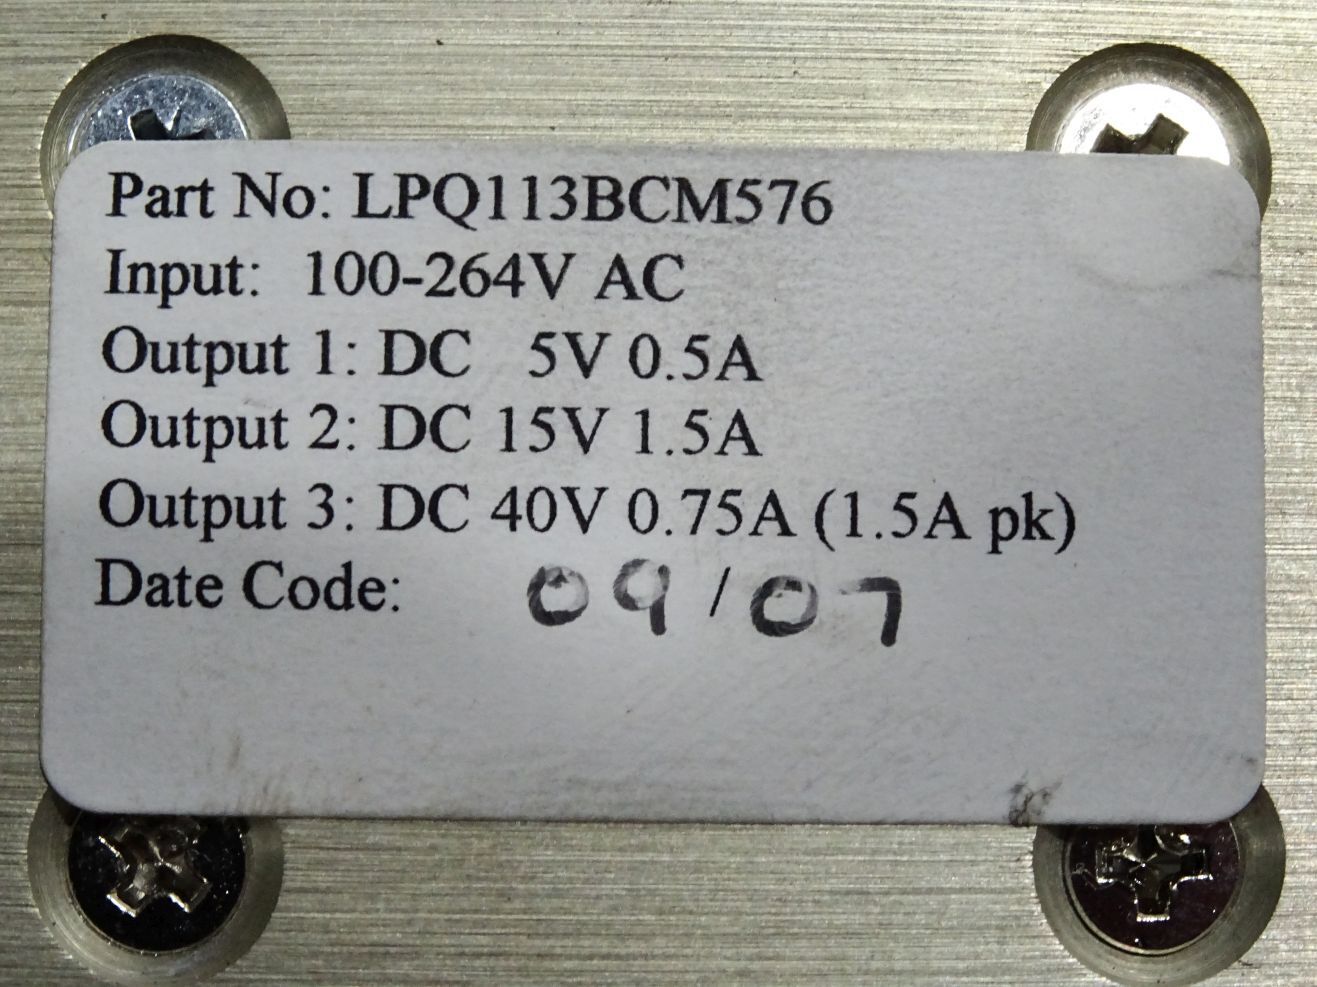 Part No: LPQ113BCM576
Input: 100-264V AC
Output 1: DC 5V 0.5A
Output 2: DC 15V 1.5A
Output 3: DC 40V 0.75A (1.5A pk)
Date Code: 09/07